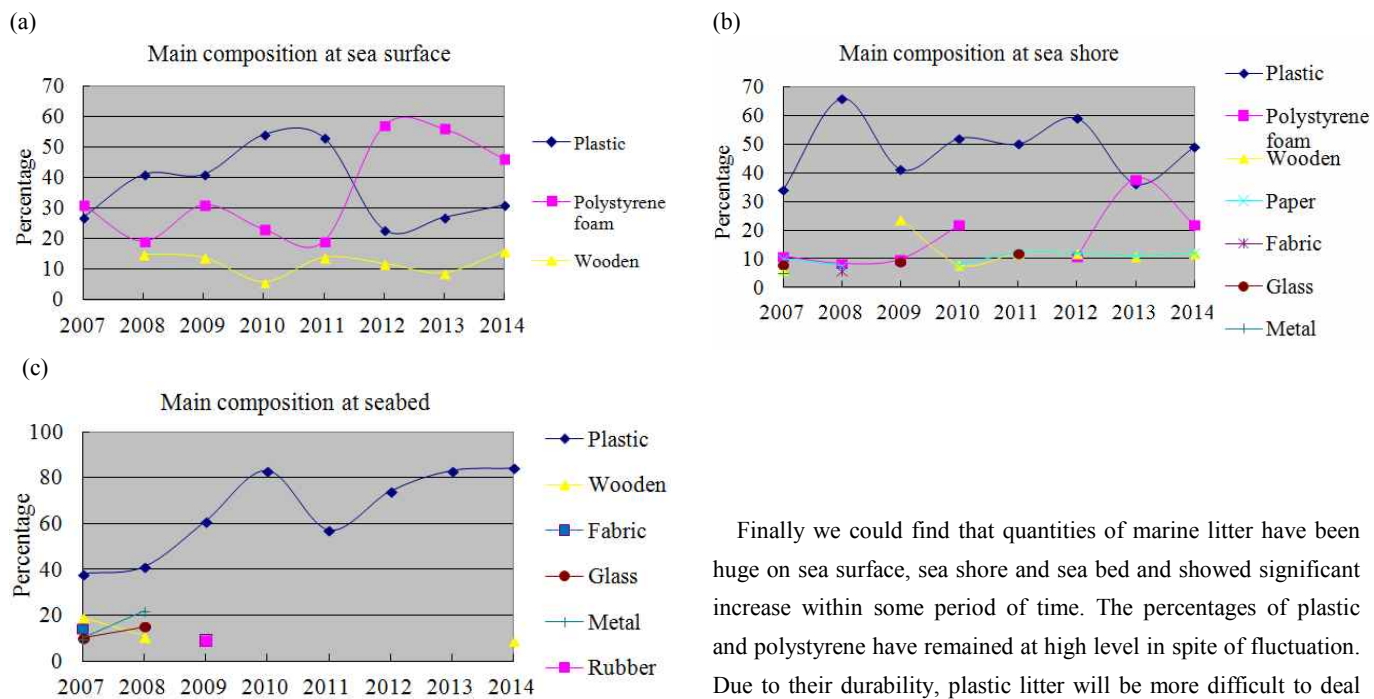 (a)
Main composition at sea surface
Percentage
70
60
50
40
30
20
10
0
2007 2008 2009 2010 2011 2012 2013 2014
Plastic
Polystyrene
foam
Wooden
(b)
Main composition at sea shore
Percentage
70
60
50
40
30
20
10
0
2007 2008 2009 2010 2011 2012 2013 2014
Plastic
Polystyrene
foam
Wooden
Paper
Fabric
Glass
Metal
(c)
Main composition at seabed
Percentage
100
80
60
40
20
0
2007 2008 2009 2010 2011 2012 2013 2014
Plastic
Wooden
Fabric
Glass
Metal
Rubber
Finally we could find that quantities of marine litter have been
huge on sea surface, sea shore and sea bed and showed significant
increase within some period of time. The percentages of plastic
and polystyrene have remained at high level in spite of fluctuation.
Due to their durability, plastic litter will be more difficult to deal